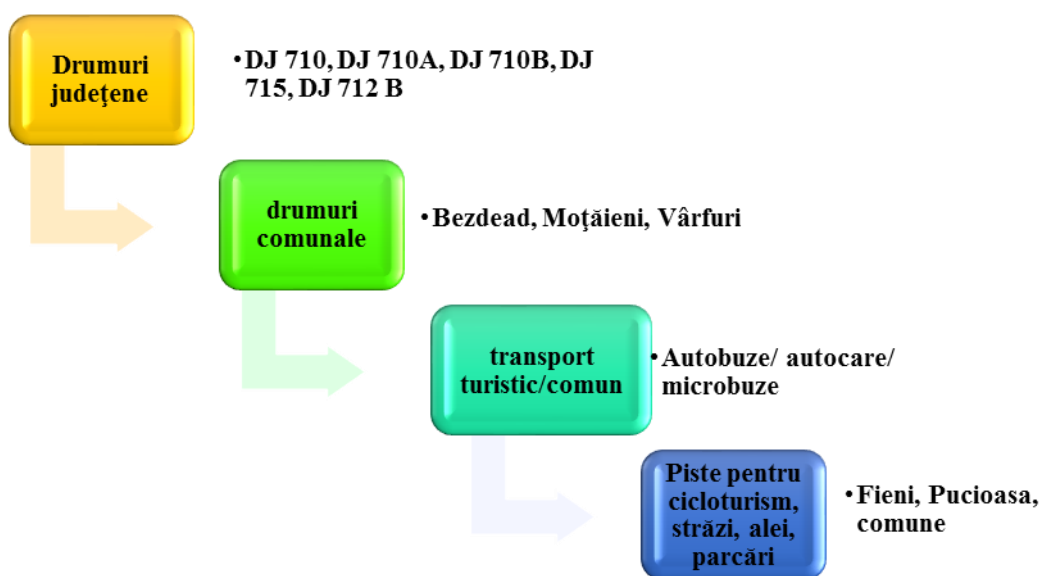 Drumuri
judeţene
•DJ 710, DJ 710A, DJ 710B, DJ
715, DJ 712 B
drumuri
comunale
•Bezdead, Moţăieni, Vârfuri
transport
turistic/comun
•Autobuze/ autocare/
microbuze
Piste pentru
cicloturism,
străzi, alei,
parcări
•Fieni, Pucioasa,
comune